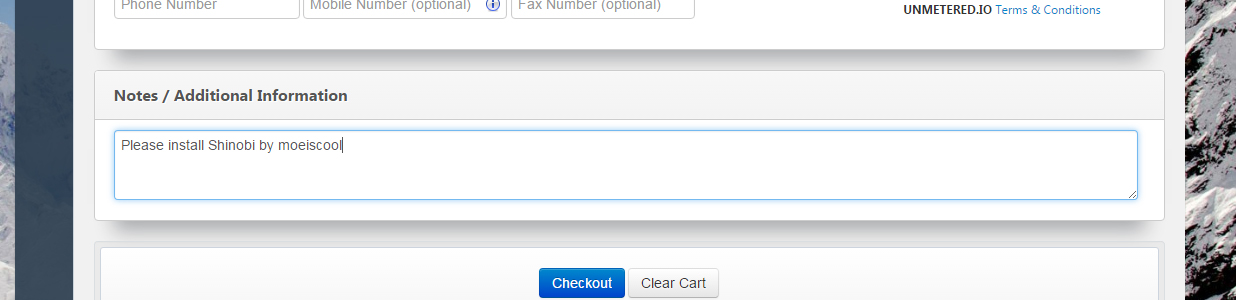 Phone Number
Mobile Number (optional)
Fax Number (optional)
UNMETERED.IO Terms & Conditions
Notes / Additional Information
Please install Shinobi by moeiscool
Checkout
Clear Cart